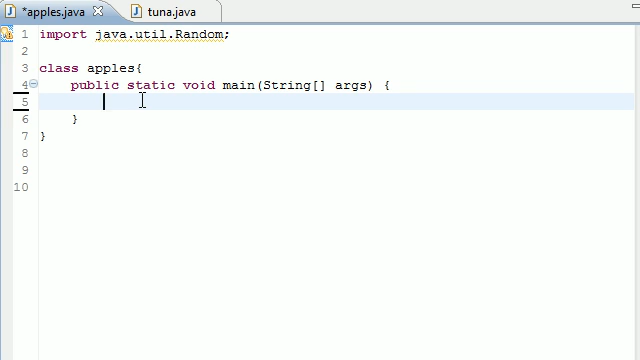 *apples.java tuna.java
1 import java.util.Random;
2
3 class apples{
4 public static void main(String[] args) {
5
6 }
7 }
8
9
10